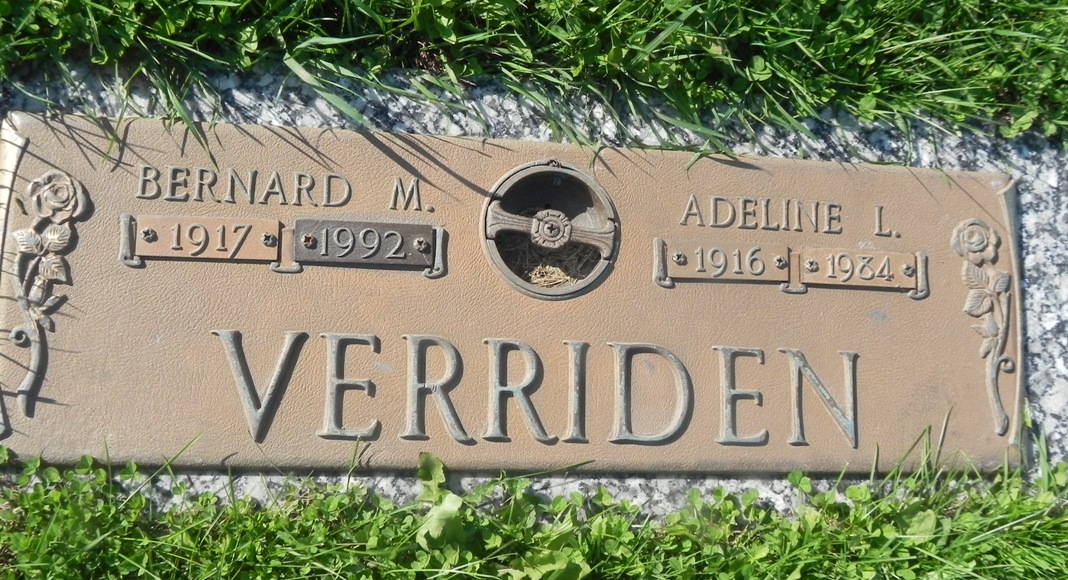 BERNARD M.
1917 1992
ADELINE L.
1916 1984
VERRIDEN